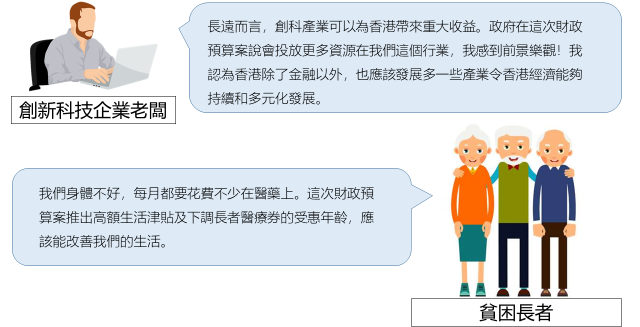 長遠而言，創科產業可以為香港帶來重大收益。政府在這次財政
預算案說會投放更多資源在我們這個行業，我感到前景樂觀！我
認為香港除了金融以外，也應該發展多一些產業令香港經濟能夠
持續和多元化發展。
創新科技企業老闆
我們身體不好，每月都要花費不少在醫藥上。這次財政預
算案推出高額生活津貼及下調長者醫療券的受惠年齡，應
該能改善我們的生活。
貧困長者